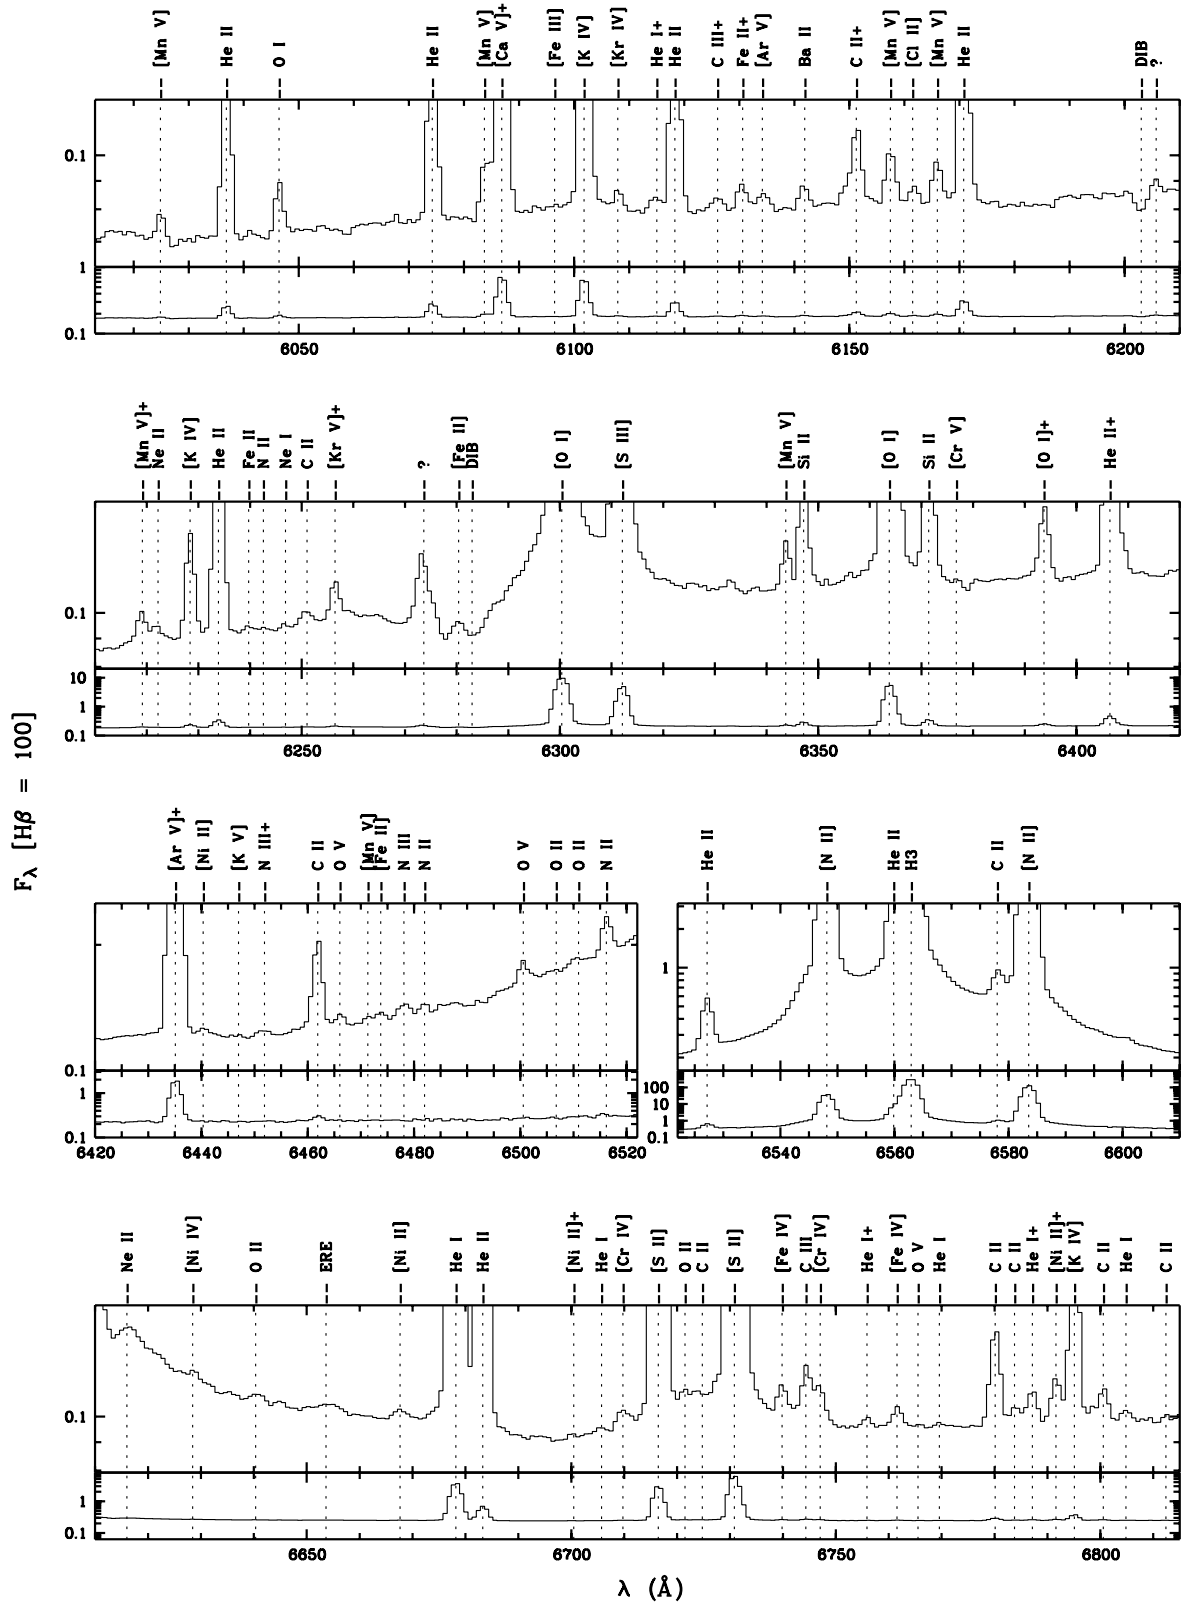 [Mn V] He II O I He II [Mn V] [Ca V]+ [Fe III] [K IV] [Kr IV] He I+ He II C III+ Fe II+ [Ar V] Ba II C II+ [Mn V] [Cl II] [Mn V] He II DIB ?
0.1
1
0.1
6050 6100 6150 6200
[Mn V]+ Ne II [K IV] He II Fe II N II Ne I C II [Kr V]+ ? [Fe II] DIB [O I] [S III] [Mn V] Si II [O I] Si II [Cr V] [O I]+ He II+
0.1
10
1
0.1
6250 6300 6350 6400
Fλ [Hβ = 100]
[Ar V]+ [Ni II] [K V] N III+ C II O V [Mn V] [Fe II] N III N II O V O II O II N II
0.1
1
0.1
6420 6440 6460 6480 6500 6520
He II [N II] He II H3 C II [N II]
1
100
10
1
0.1
6540 6560 6580 6600
Ne II [Ni IV] O II ERE [Ni II] He I He II [Ni II]+ He I [Cr IV] [S II] O II C II [S II] [Fe IV] C III [Cr IV] He I+ [Fe IV] O V He I C II C II He I+ [Ni II]+ [K IV] C II He I C II
0.1
1
0.1
6650 6700 6750 6800
λ (Å)